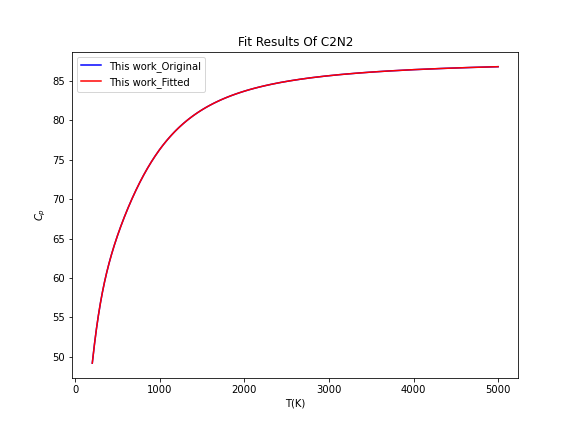 Fit Results Of C2N2
This work_Original
This work_Fitted
85
80
75
70
65
60
55
50
C_p
0 1000 2000 3000 4000 5000
T(K)